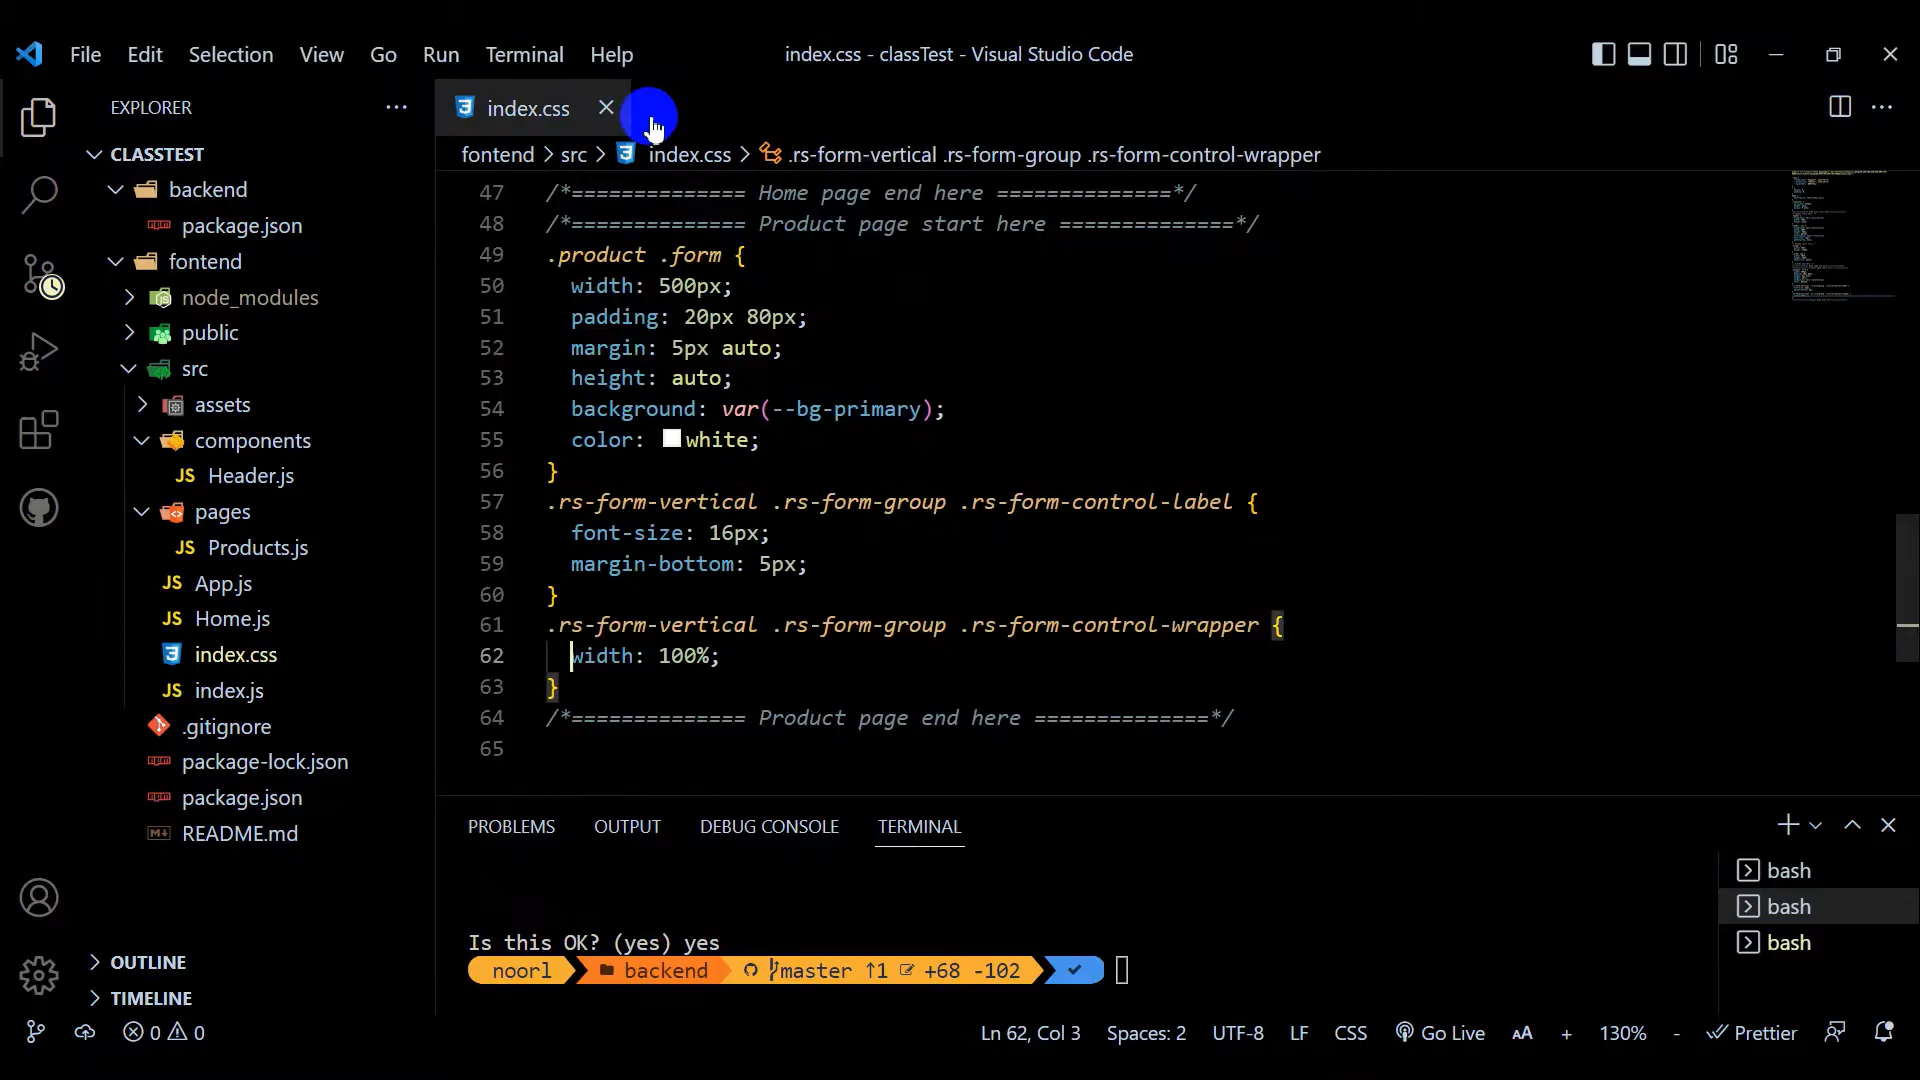 File Edit Selection View Go Run Terminal Help
index.css - classTest - Visual Studio Code
EXPLORER
CLASSTEST
backend
package.json
fontend
node_modules
public
src
assets
components
JS Header.js
pages
JS Products.js
JS App.js
JS Home.js
index.css
JS index.js
.gitignore
package-lock.json
package.json
README.md
OUTLINE
TIMELINE
index.css
fontend > src > index.css > .rs-form-vertical .rs-form-group .rs-form-control-wrapper
47 /*============== Home page end here ==============*/
48 /*============== Product page start here ==============*/
49 .product .form {
50 width: 500px;
51 padding: 20px 80px;
52 margin: 5px auto;
53 height: auto;
54 background: var(--bg-primary);
55 color: white;
56 }
57 .rs-form-vertical .rs-form-group .rs-form-control-label {
58 font-size: 16px;
59 margin-bottom: 5px;
60 }
61 .rs-form-vertical .rs-form-group .rs-form-control-wrapper {
62 width: 100%;
63 }
64 /*============== Product page end here ==============*/
65
PROBLEMS OUTPUT DEBUG CONSOLE TERMINAL
Is this OK? (yes) yes
noorl backend master ↑1 +68 -102
bash
bash
bash
0 0
Ln 62, Col 3 Spaces: 2 UTF-8 LF CSS Go Live AA + 130% - Prettier